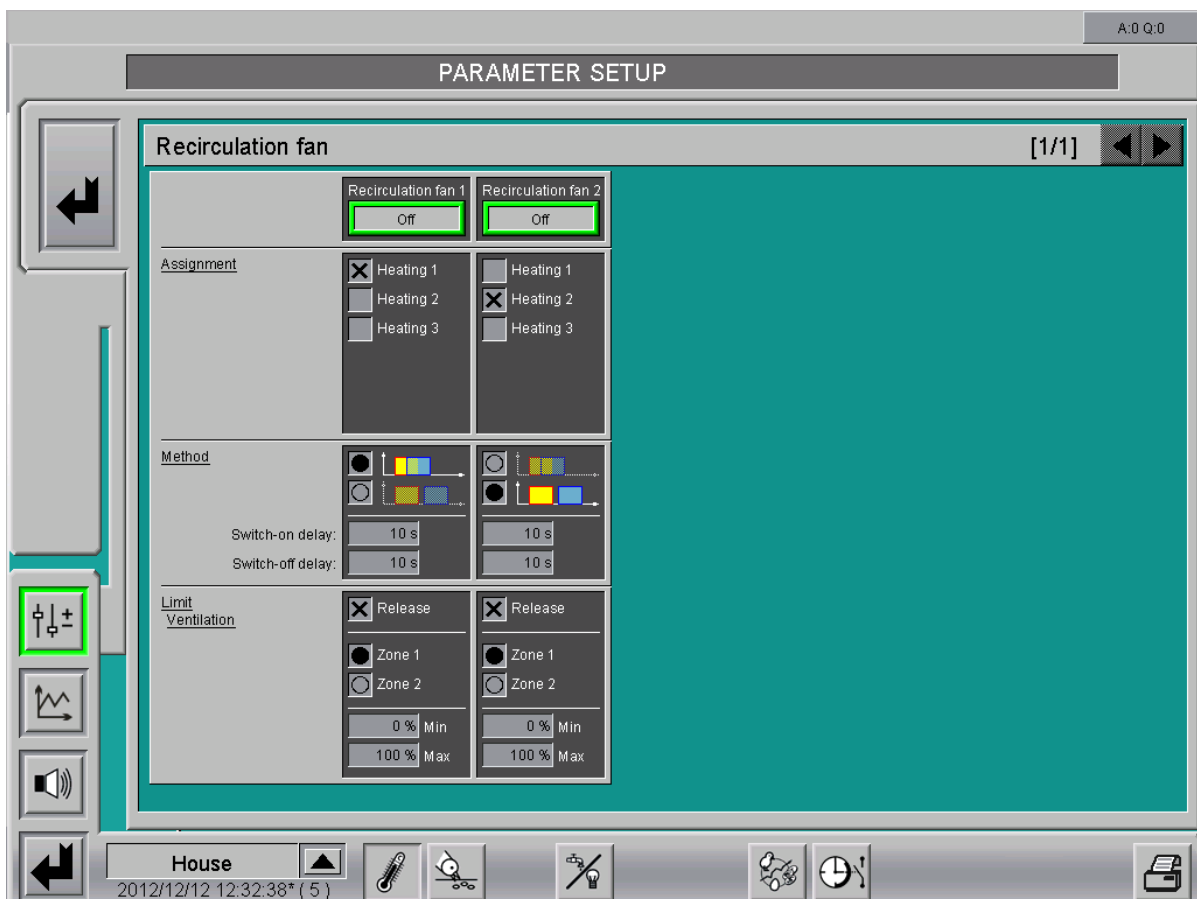 A:0 Q:0
PARAMETER SETUP
Recirculation fan [1/1]
Recirculation fan 1 Recirculation fan 2
Off Off
Assignment Heating 1 Heating 1
Heating 2 Heating 2
Heating 3 Heating 3
Method
Switch-on delay: 10 s 10 s
Switch-off delay: 10 s 10 s
Limit Release Release
Ventilation
Zone 1 Zone 1
Zone 2 Zone 2
0 % Min 0 % Min
100 % Max 100 % Max
House
2012/12/12 12:32:38* ( 5 )